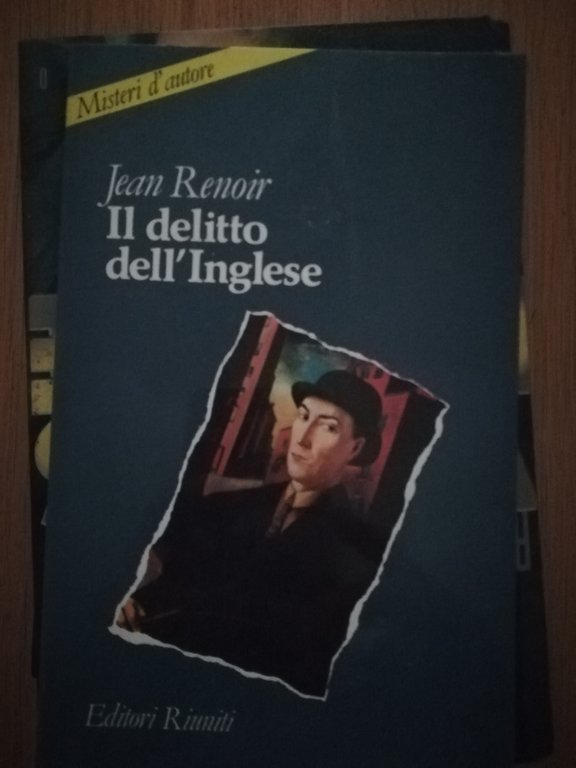 Misteri d'autore
Jean Renoir
Il delitto
dell'Inglese
Editori Riuniti